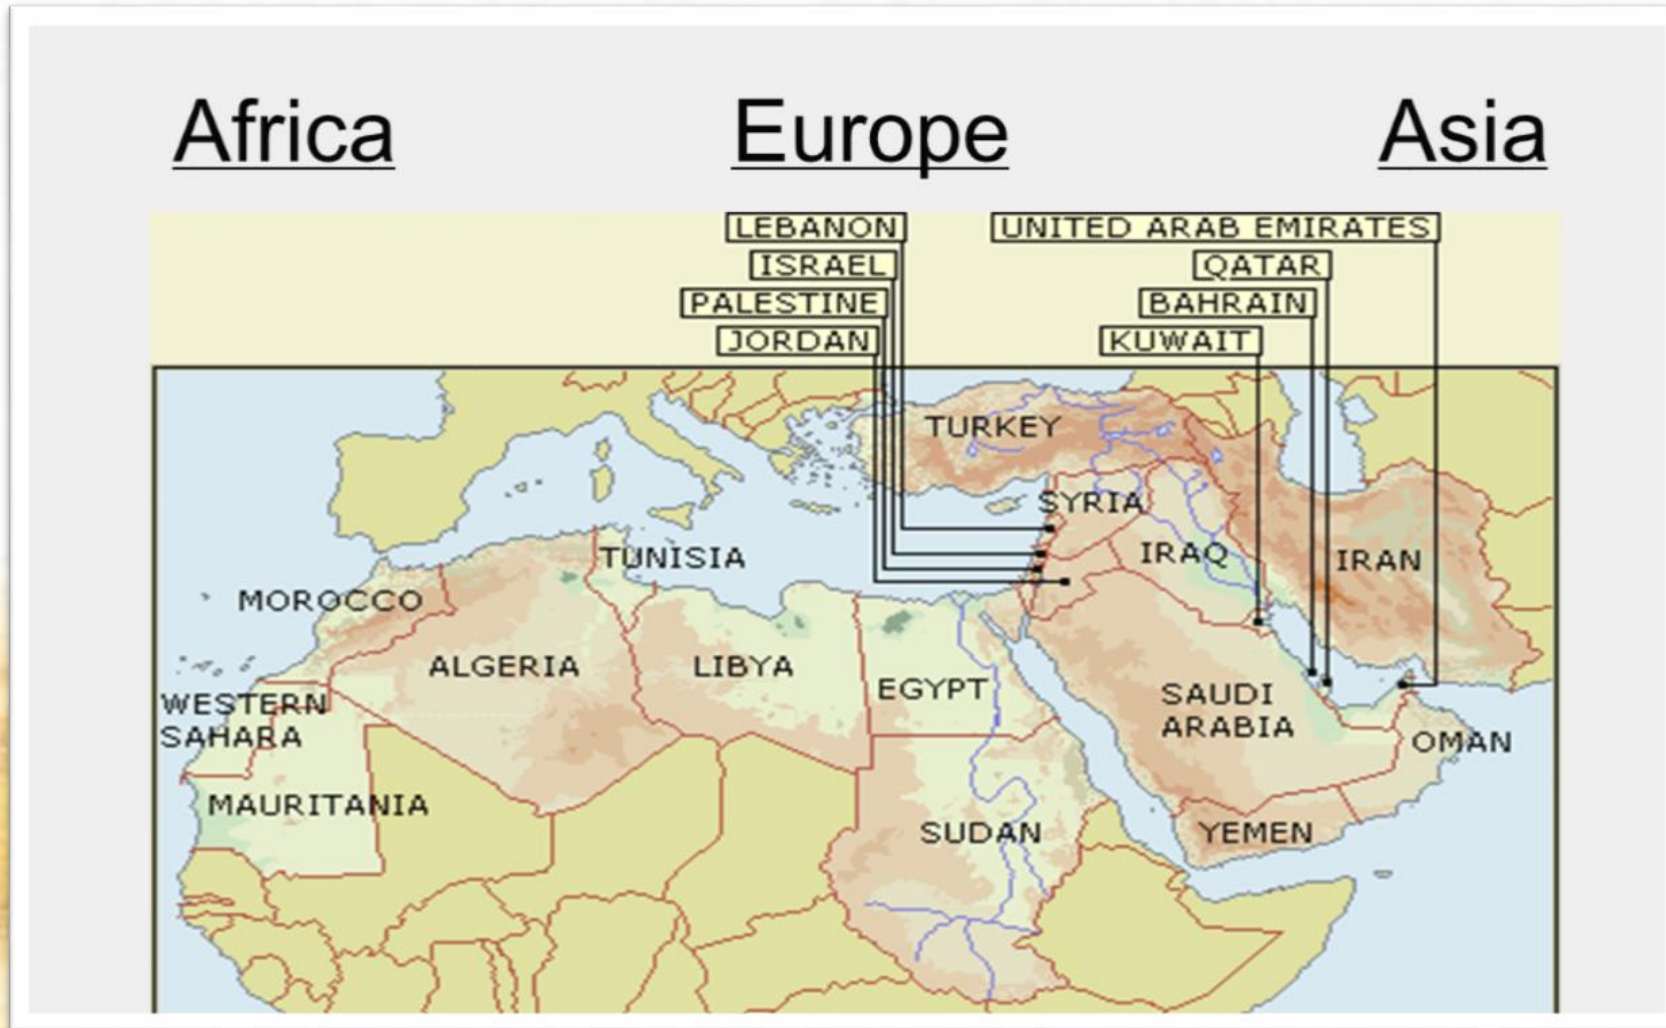 Africa Europe Asia
LEBANON UNITED ARAB EMIRATES
ISRAEL QATAR
PALESTINE BAHRAIN
JORDAN KUWAIT
TURKEY
SYRIA
IRAQ
IRAN
TUNISIA
MOROCCO
ALGERIA
LIBYA
EGYPT
WESTERN
SAHARA
SAUDI
ARABIA
OMAN
MAURITANIA
SUDAN
YEMEN